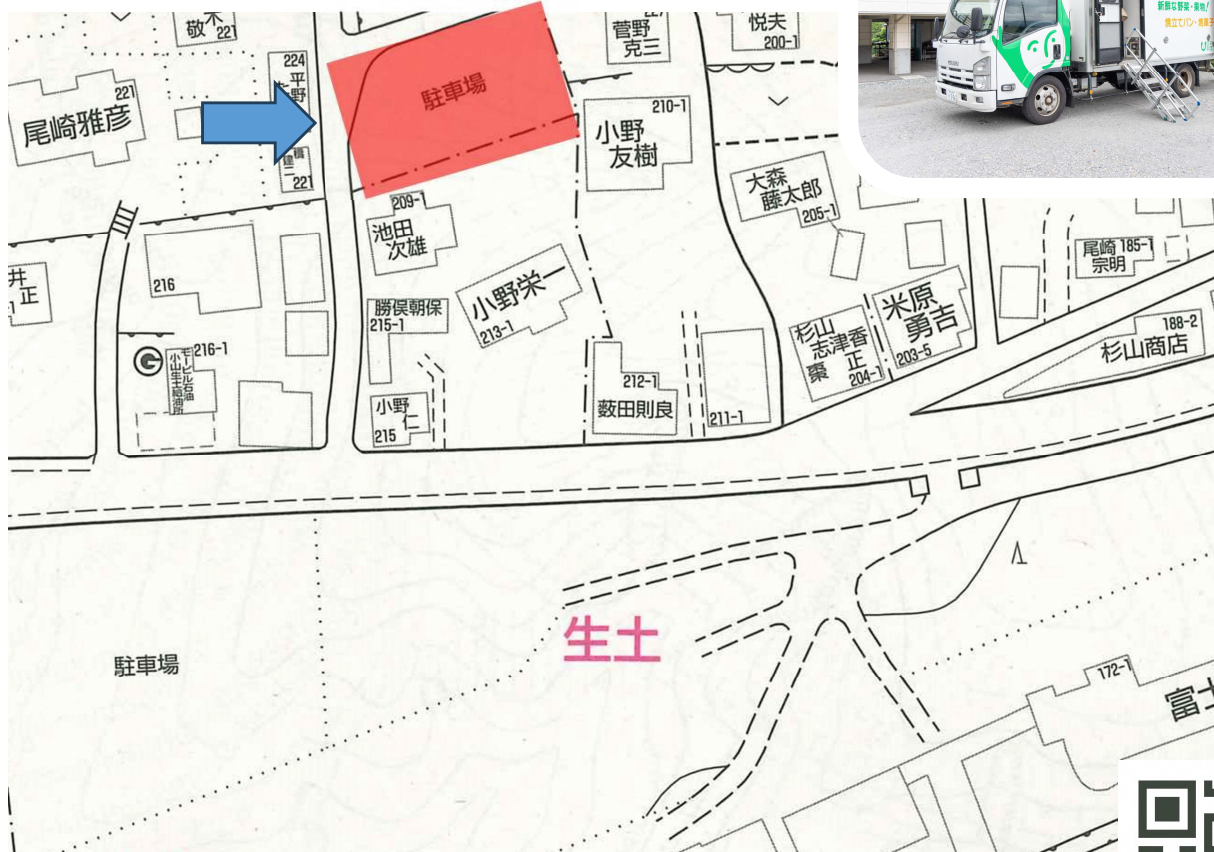 新鮮な野菜・果物!
焼立てパン・
木
敬 221
菅野
克三
悦夫
200-1
224
平野
駐車場
221
尾崎雅彦
210-1
小野
友樹
建二
221
大森
藤太郎
205-1
209-1
池田
次雄
井
正
216
尾崎 185-1
宗明
小野栄一
213-1
勝俣朝保
215-1
米原
勇吉
203-5
杉山
志津香
棗 正
204-1
188-2
杉山商店
G
216-1
モービル石油
小山生土給油所
212-1
薮田則良
211-1
小野
仁
215
生土
駐車場
172-1
富士